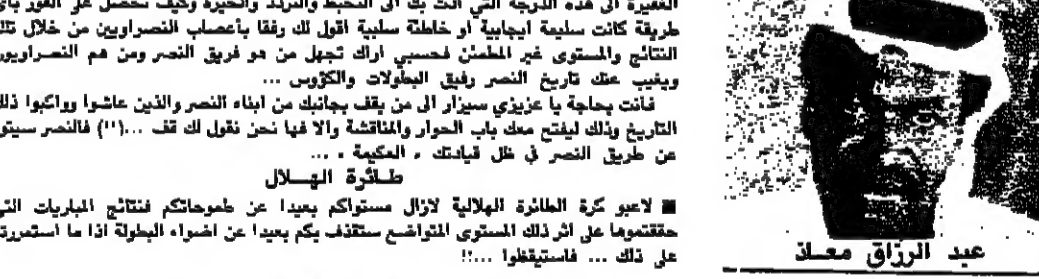 الفقيرة الى هذه الدرجة التي أتت بك الى التخبط والتردد والحيرة وكيف تحصل على الفوز بأي
طريقة كانت سليمة ايجابية او خاطئة سلبية اقول لك رفقا بأعصاب النصراويين من خلال تلك
النتائج والمستوى غير المطمئن فحسبي اراك تجهل من هو فريق النصر ومن هم النصراويون
ويغيب عنك تاريخ النصر رفيق البطولات والكؤوس ...
فانت بحاجة يا عزيزي سيزار الى من يقف بجانبك من ابناء النصر والذين عاشوا وواكبوا ذلك
التاريخ وذلك ليفتح معك باب الحوار والمناقشة والا فها نحن نقول لك قف ...(!!) فالنصر سيتو
عن طريق النصر في ظل قيادتك « الحكيمة » ...
طائرة الهلال
■ لاعبو كرة الطائرة الهلالية لازال مستواكم بعيدا عن طموحاتكم فنتائج المباريات التي
حققتموها على اثر ذلك المستوى المتواضع ستقذف بكم بعيدا عن اضواء البطولة اذا ما استمررتم
على ذلك ... فاستيقظوا ...!!
عبد الرزاق معاذ